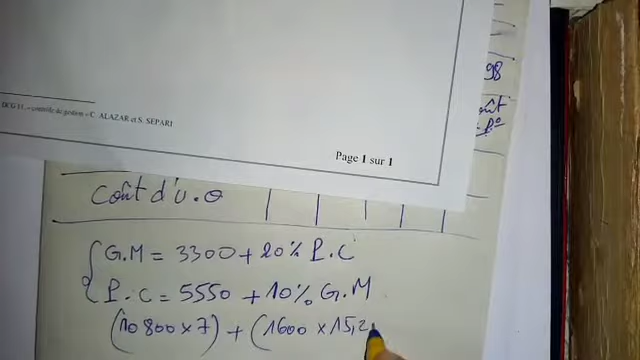 98
DCG 11, « contrôle de gestion » C. ALAZAR et S. SEPARI
Page 1 sur 1
Coût d'u.o
G.M = 3300 + 20% P.C
P.C = 5550 + 10% G.M
(10 800 × 7) + (1600 × 15,2